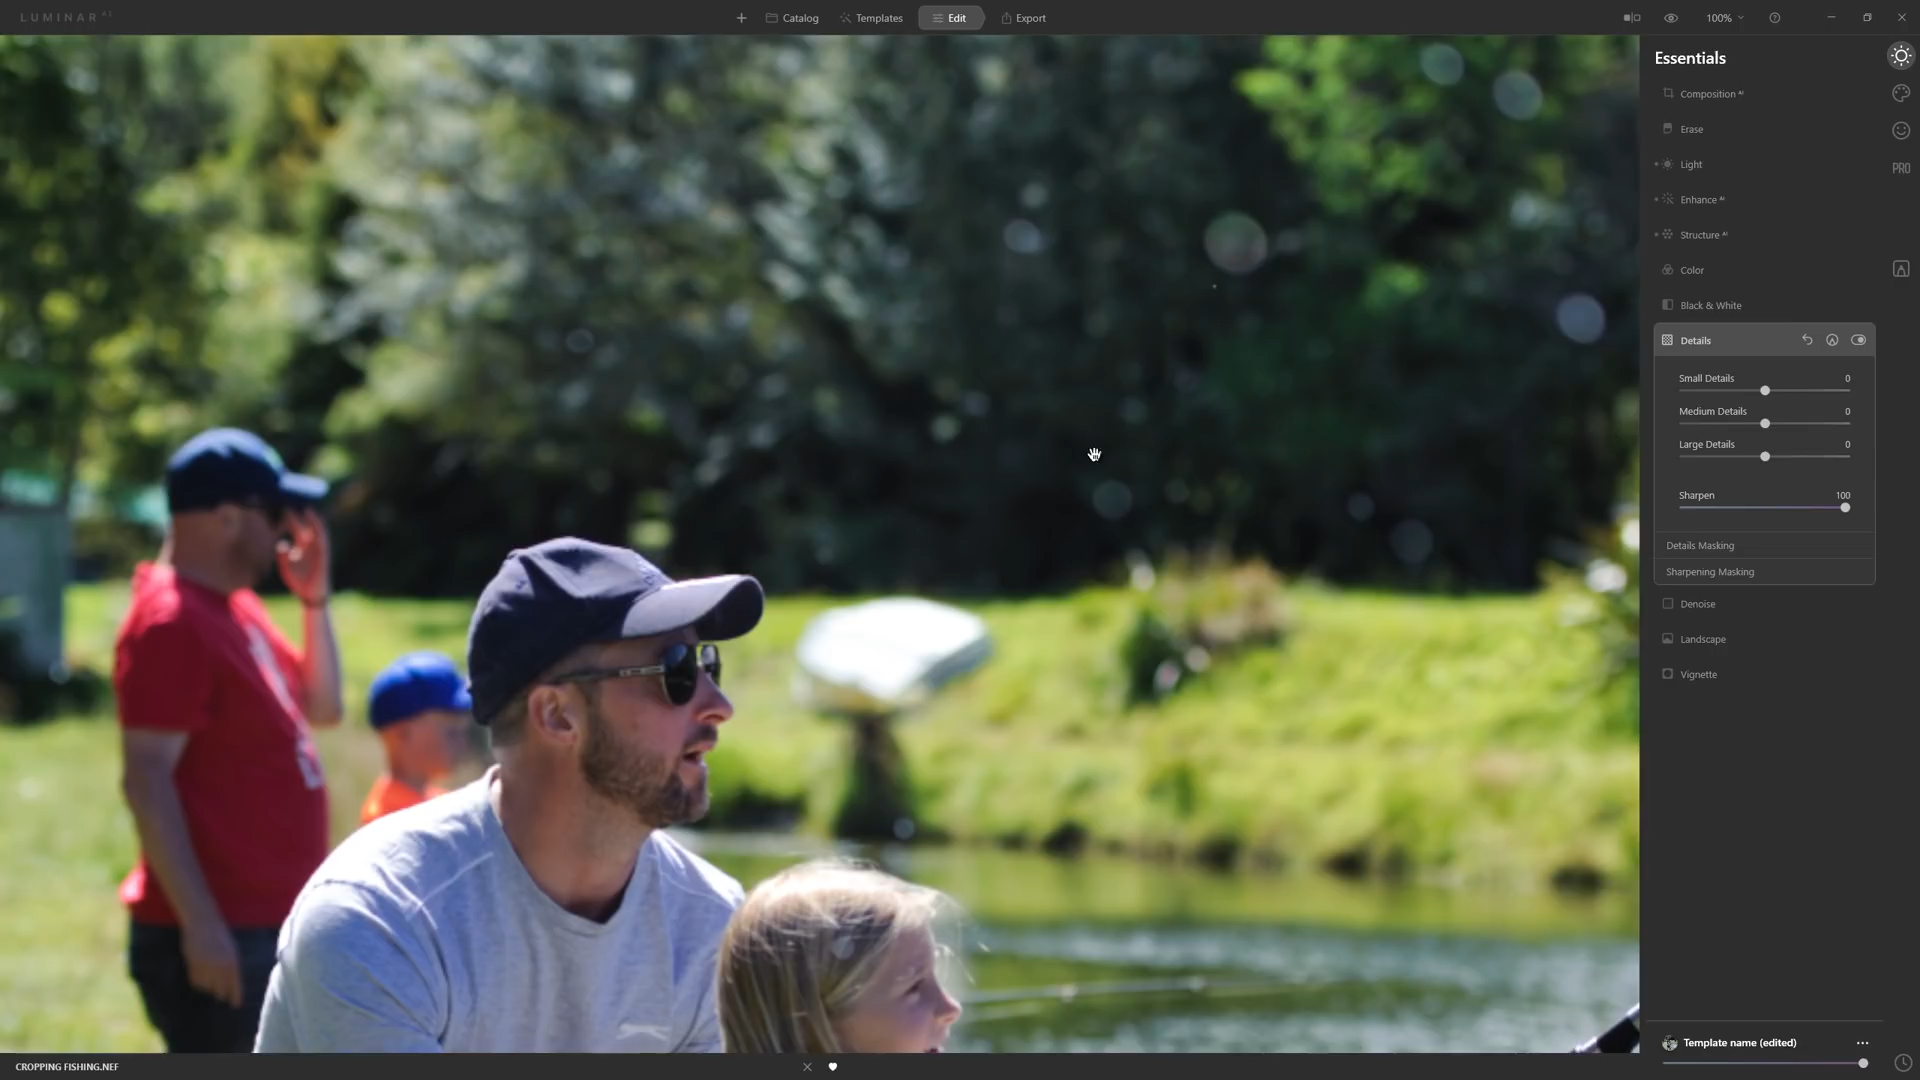 LUMINAR AI
Catalog
Templates
Edit
Export
100%
Essentials
Composition AI
Erase
Light
Enhance AI
Structure AI
Color
Black & White
Details
Small Details 0
Medium Details 0
Large Details 0
Sharpen 100
Details Masking
Sharpening Masking
Denoise
Landscape
Vignette
PRO
Template name (edited)
CROPPING FISHING.NEF